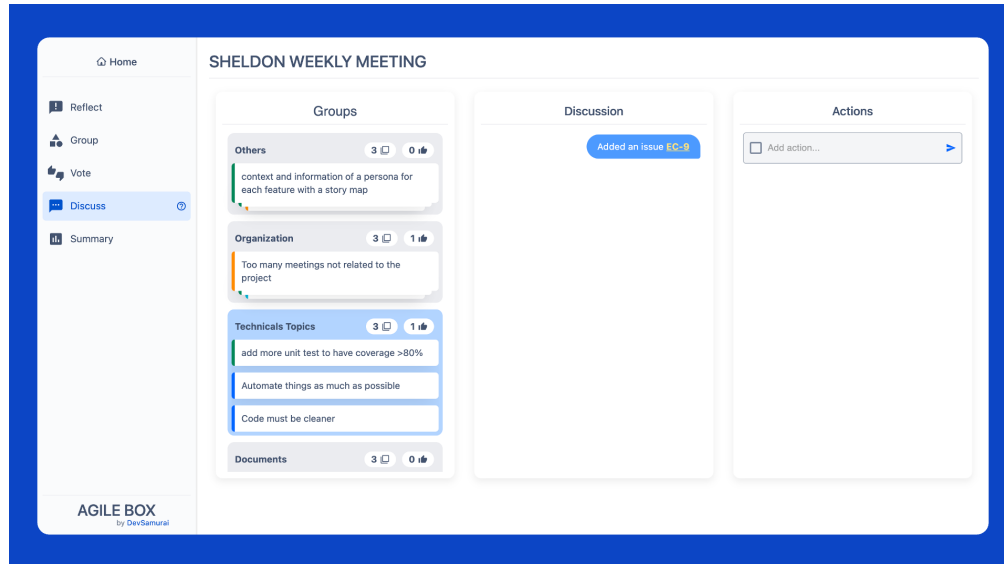 Home
SHELDON WEEKLY MEETING
Reflect
Group
Vote
Discuss
Summary
AGILE BOX
by DevSamurai
Groups
Others
3
0
context and information of a persona for
each feature with a story map
Organization
3
1
Too many meetings not related to the
project
Technicals Topics
3
1
add more unit test to have coverage >80%
Automate things as much as possible
Code must be cleaner
Documents
3
0
Discussion
Added an issue EC-9
Actions
Add action...